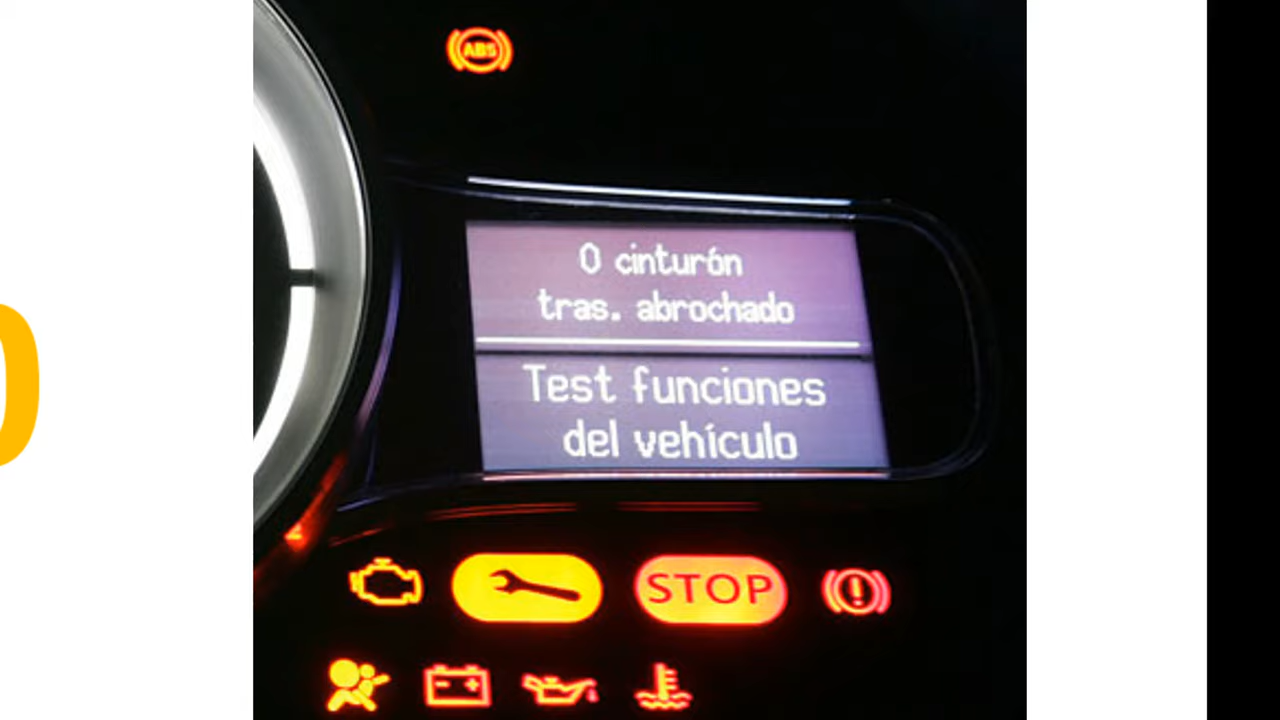 ABS
0 cinturón
tras. abrochado
Test funciones
del vehículo
STOP